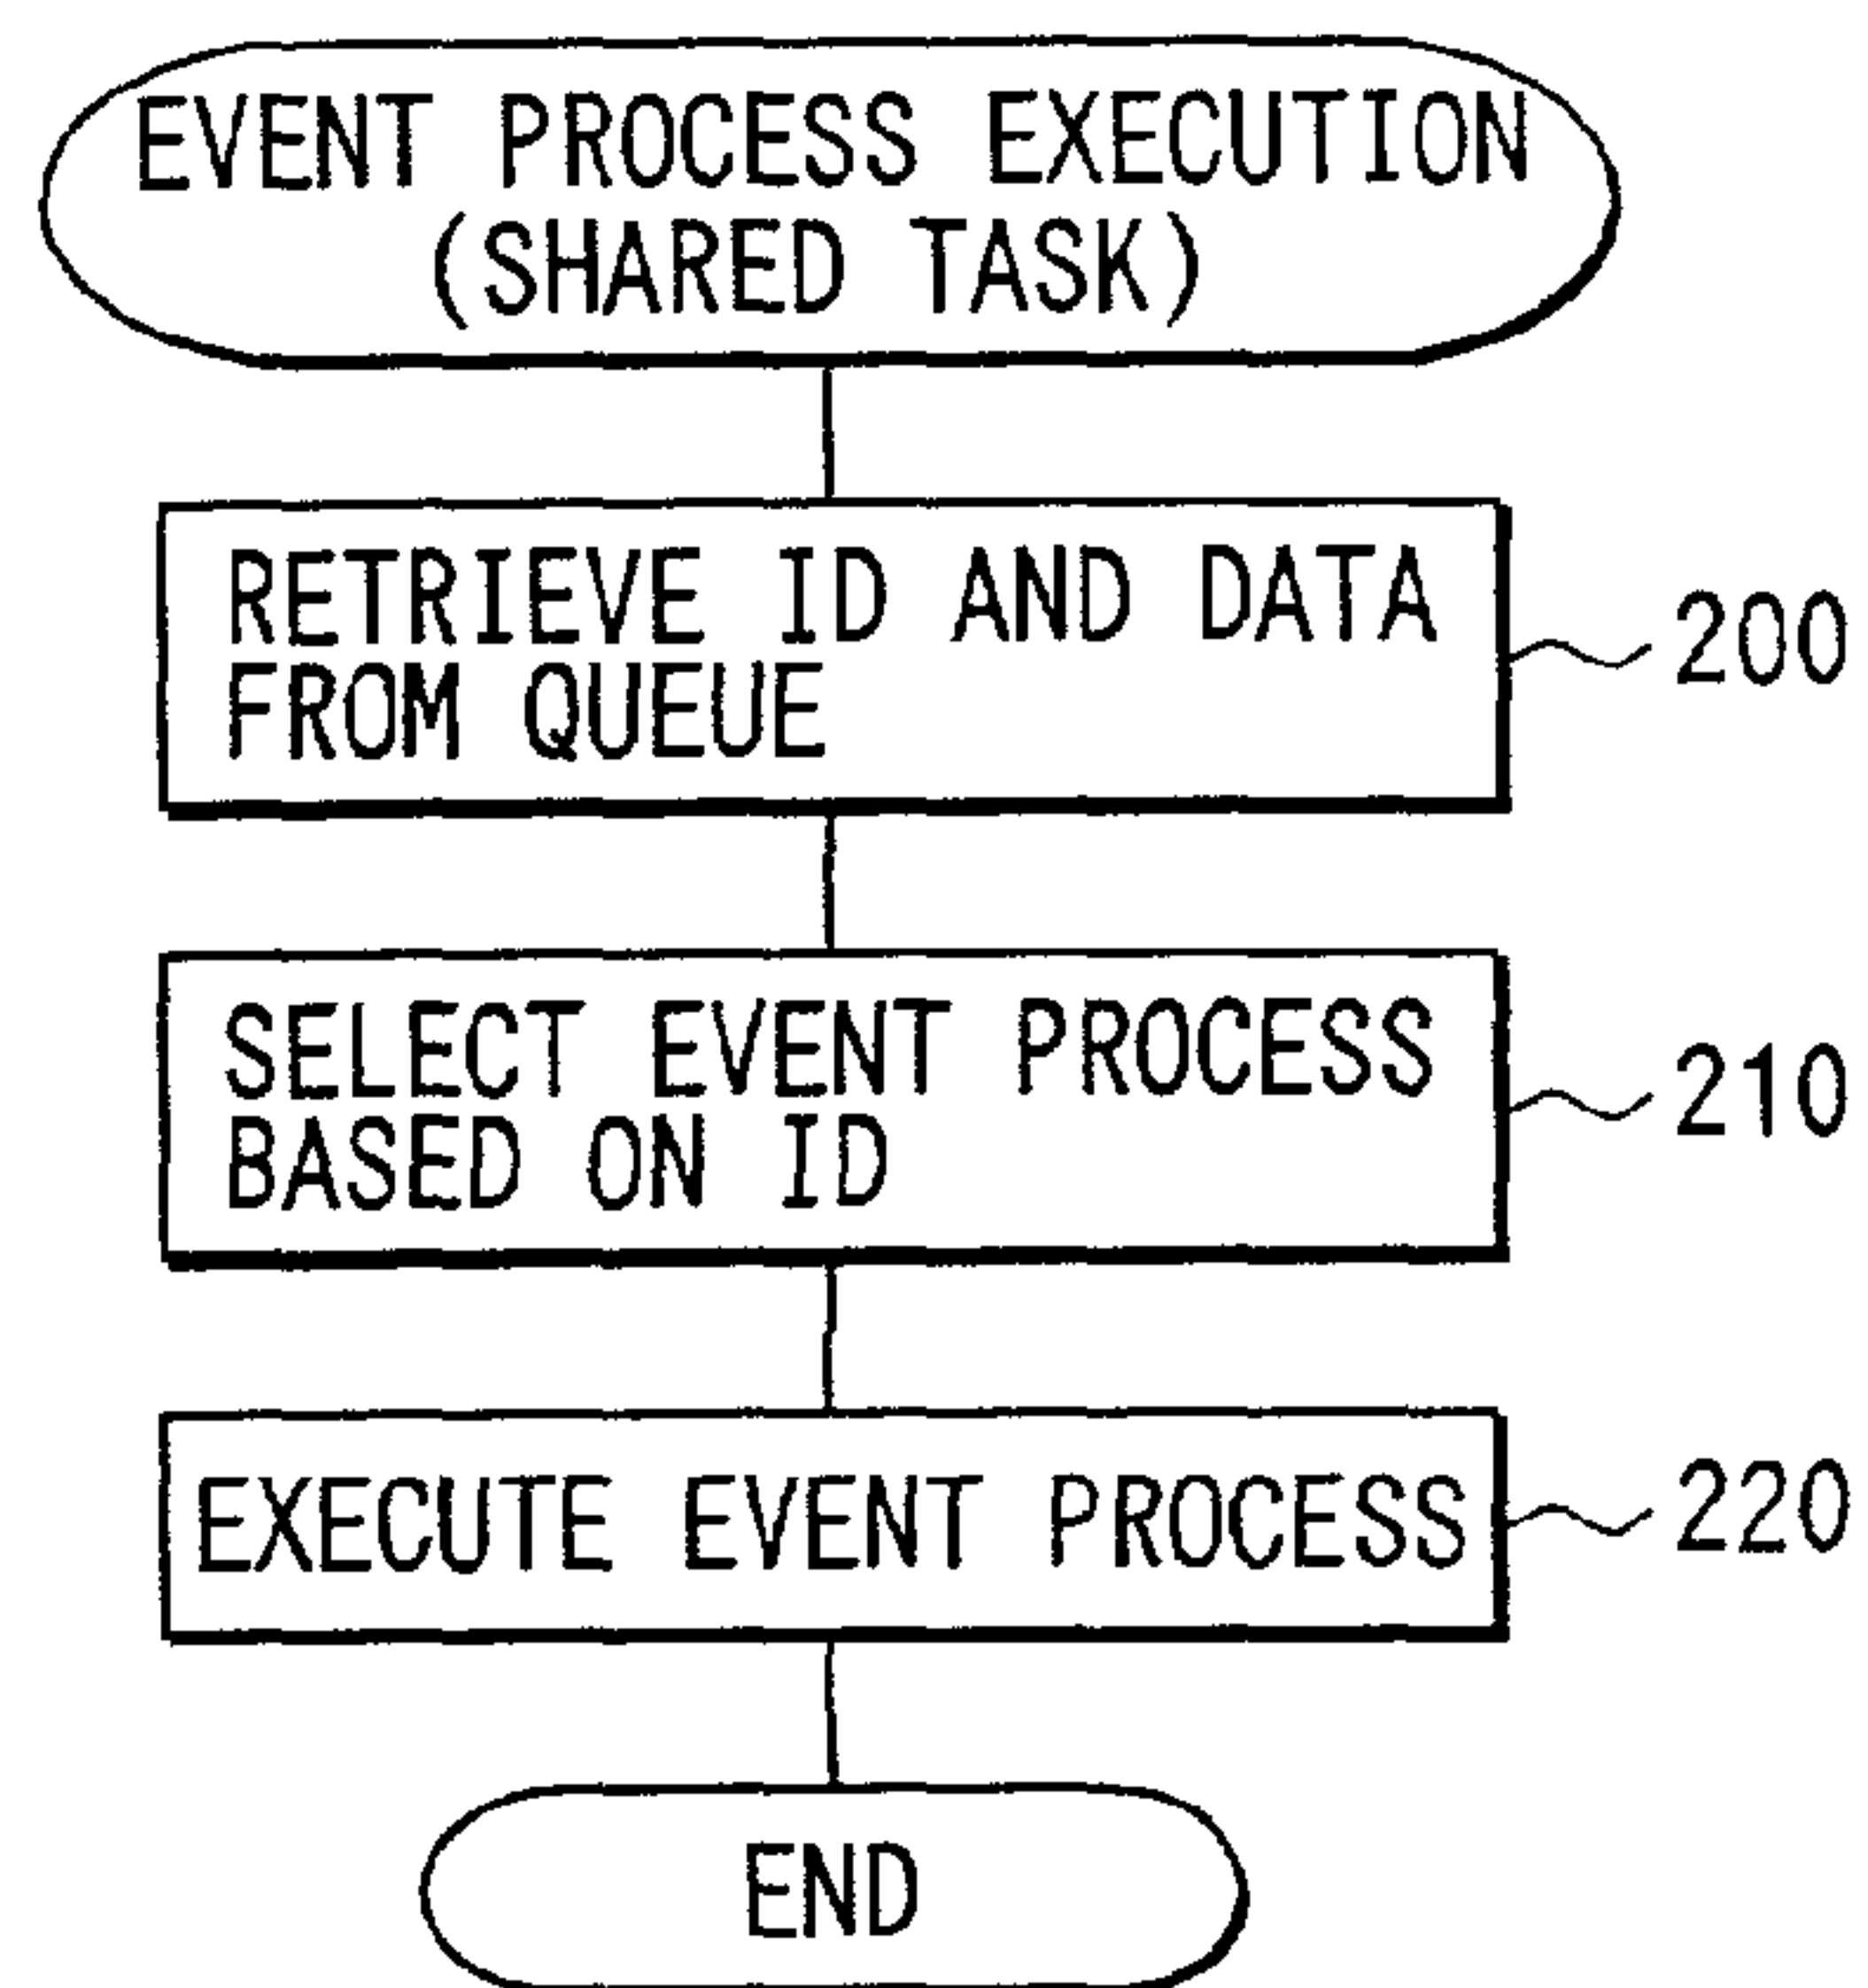 EVENT PROCESS EXECUTION
(SHARED TASK)
RETRIEVE ID AND DATA
FROM QUEUE
200
SELECT EVENT PROCESS
BASED ON ID
210
EXECUTE EVENT PROCESS
220
END